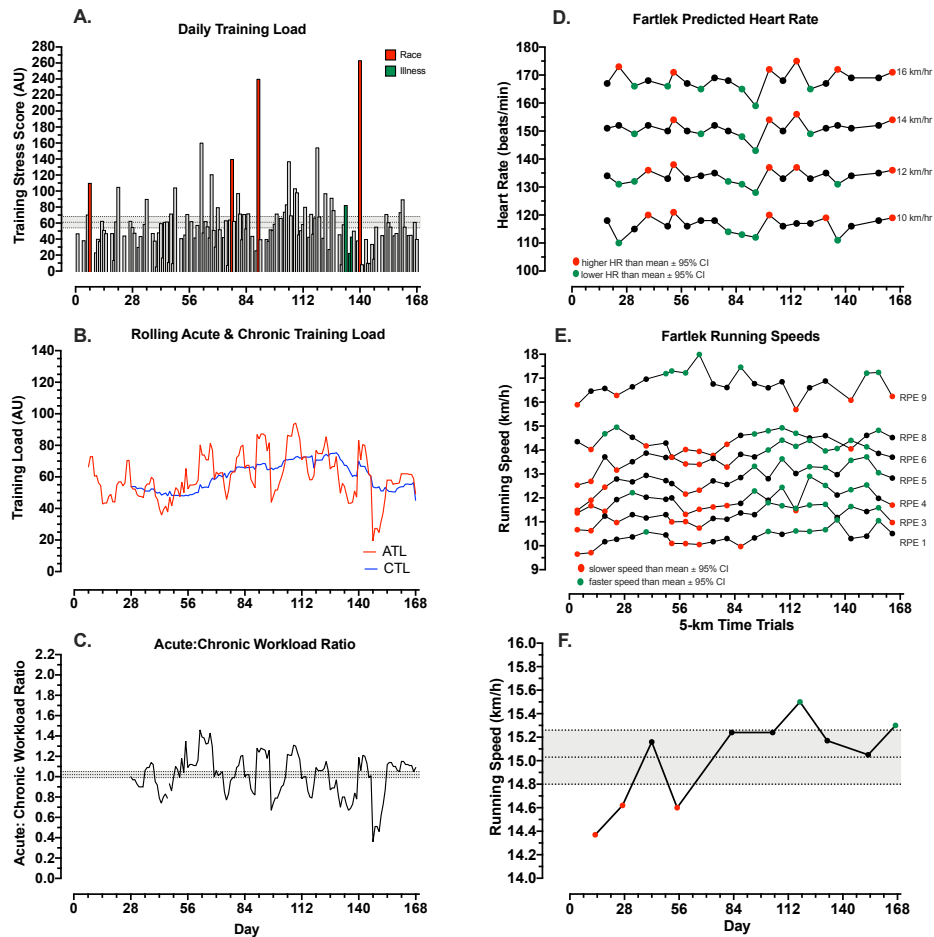 A.
Daily Training Load
Training Stress Score (AU)
280
260
240
220
200
180
160
140
120
100
80
60
40
20
0
Race
Illness
0 28 56 84 112 140 168
B.
Rolling Acute & Chronic Training Load
Training Load (AU)
140
120
100
80
60
40
20
0
ATL
CTL
0 28 56 84 112 140 168
C.
Acute:Chronic Workload Ratio
Acute: Chronic Workload Ratio
2.2
2.0
1.8
1.6
1.4
1.2
1.0
0.8
0.6
0.4
0.2
0.0
0 28 56 84 112 140 168
Day
D.
Fartlek Predicted Heart Rate
Heart Rate (beats/min)
180
170
160
150
140
130
120
110
100
16 km/hr
14 km/hr
12 km/hr
10 km/hr
higher HR than mean ± 95% CI
lower HR than mean ± 95% CI
0 28 56 84 112 140 168
E.
Fartlek Running Speeds
Running Speed (km/h)
18
17
16
15
14
13
12
11
10
9
RPE 9
RPE 8
RPE 6
RPE 5
RPE 4
RPE 3
RPE 1
slower speed than mean ± 95% CI
faster speed than mean ± 95% CI
0 28 56 84 112 140 168
F.
5-km Time Trials
Running Speed (km/h)
16.0
15.8
15.6
15.4
15.2
15.0
14.8
14.6
14.4
14.2
14.0
0 28 56 84 112 140 168
Day